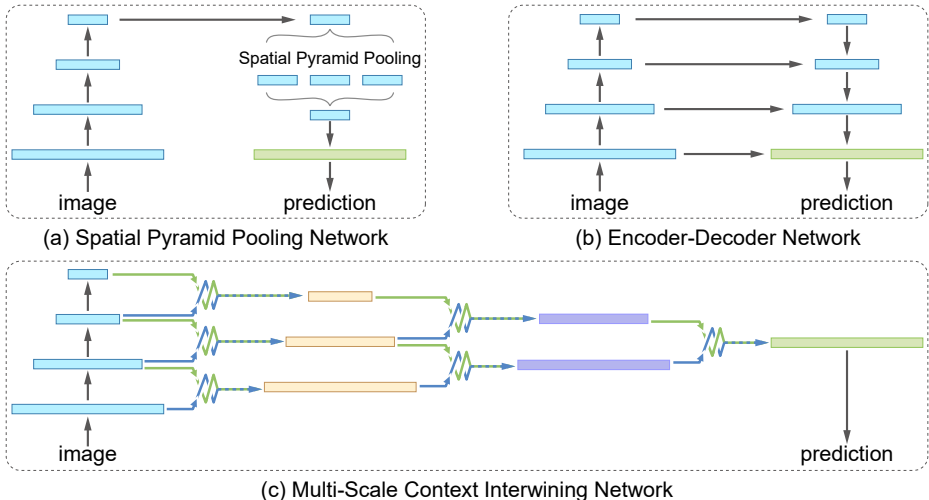 Spatial Pyramid Pooling
image
prediction
(a) Spatial Pyramid Pooling Network
image
prediction
(b) Encoder-Decoder Network
image
prediction
(c) Multi-Scale Context Interwining Network